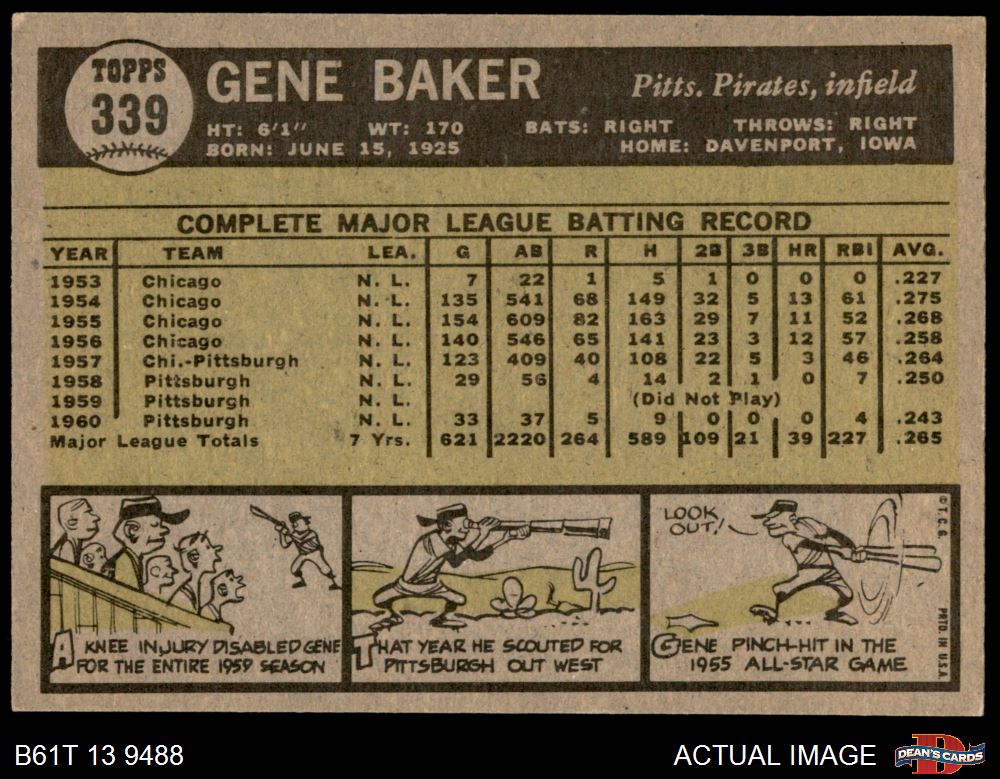 TOPPS
339
GENE BAKER
Pitts. Pirates, infield
HT: 6'1" WT: 170 BATS: RIGHT THROWS: RIGHT
BORN: JUNE 15, 1925 HOME: DAVENPORT, IOWA
COMPLETE MAJOR LEAGUE BATTING RECORD
YEAR TEAM LEA. G AB R H 2B 3B HR RBI AVG.
1953 Chicago N. L. 7 22 1 5 1 0 0 0 .227
1954 Chicago N. L. 135 541 68 149 32 5 13 61 .275
1955 Chicago N. L. 154 609 82 163 29 7 11 52 .268
1956 Chicago N. L. 140 546 65 141 23 3 12 57 .258
1957 Chi.-Pittsburgh N. L. 123 409 40 108 22 5 3 46 .264
1958 Pittsburgh N. L. 29 56 4 14 2 1 0 7 .250
1959 Pittsburgh N. L. (Did Not Play)
1960 Pittsburgh N. L. 33 37 5 9 0 0 0 4 .243
Major League Totals 7 Yrs. 621 2220 264 589 109 21 39 227 .265
A KNEE INJURY DISABLED GENE
FOR THE ENTIRE 1959 SEASON
THAT YEAR HE SCOUTED FOR
PITTSBURGH OUT WEST
LOOK
OUT!
GENE PINCH-HIT IN THE
1955 ALL-STAR GAME
© T. C. G.
PRTD IN U.S.A.
B61T 13 9488
ACTUAL IMAGE
D
DEAN'S CARDS